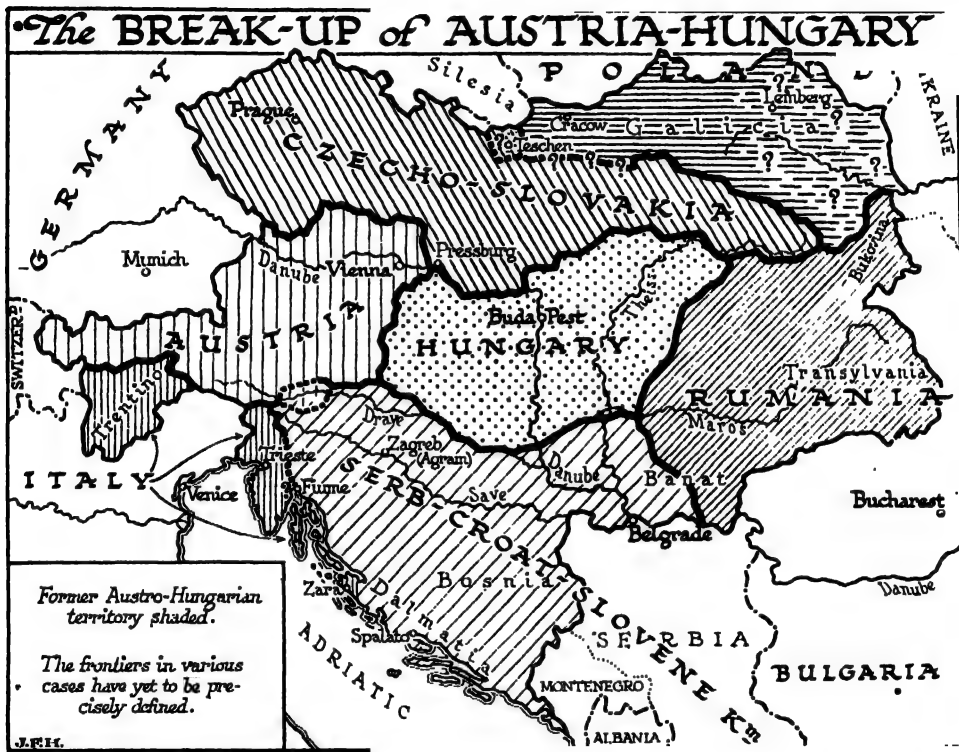 The BREAK-UP of AUSTRIA-HUNGARY
GERMANY
Silesia
POLAND
UKRAINE
Prague
Cracow
Galicia
Lemberg
Teschen
? ? ? ? ? ? ? ?
CZECHO-SLOVAKIA
Munich
Danube
Vienna
Pressburg
Bukovina
SWITZERD.
AUSTRIA
Buda Pest
Theiss
HUNGARY
Transylvania
RUMANIA
Trentino
Drave
Maros
ITALY
Trieste
Zagreb
(Agram)
Danube
Banat
Venice
Fiume
Save
Belgrade
Bucharest
SERB-CROAT-SLOVENE Km
Bosnia
Danube
Zara
Dalmatia
Spalato
SERBIA
ADRIATIC
MONTENEGRO
BULGARIA
ALBANIA
Former Austro-Hungarian
territory shaded.
The frontiers in various
cases have yet to be pre-
cisely defined.
J.F.H.